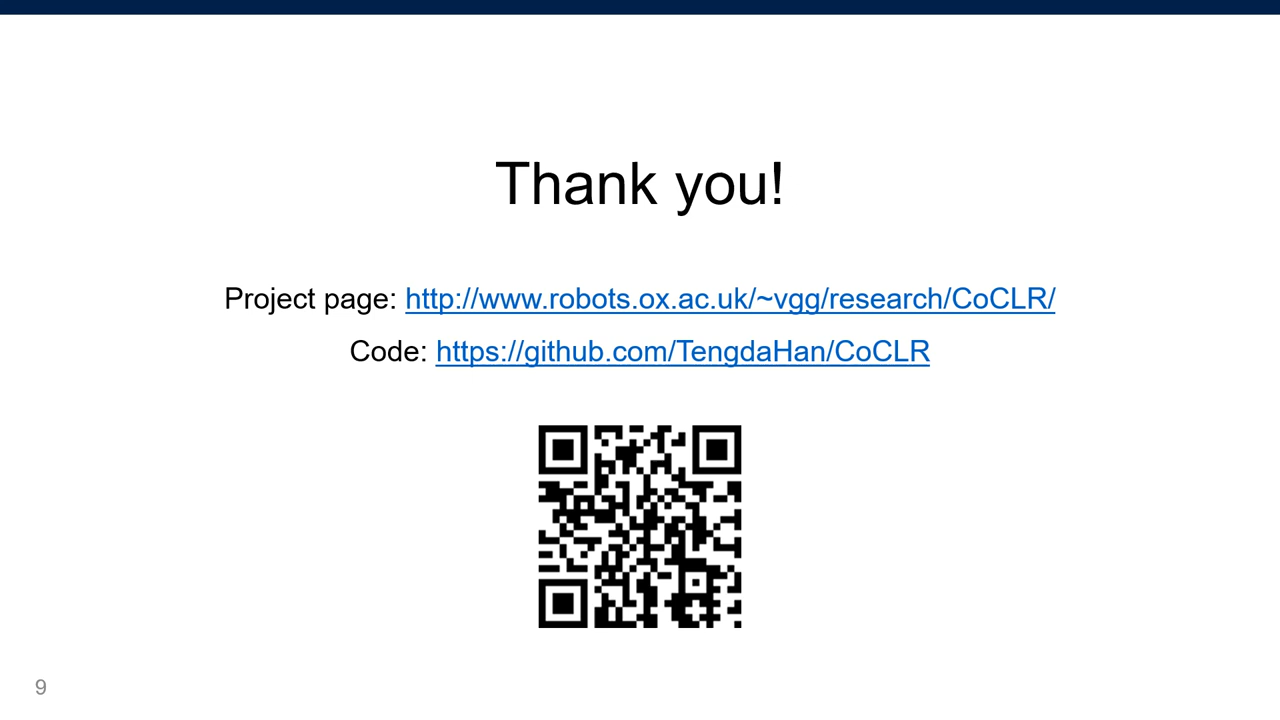 Thank you!
Project page: http://www.robots.ox.ac.uk/~vgg/research/CoCLR/
Code: https://github.com/TengdaHan/CoCLR
9